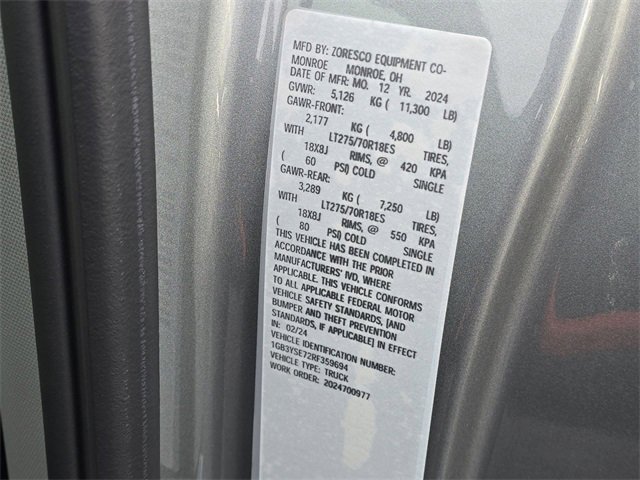 MFG BY: ZORESCO EQUIPMENT CO-
MONROE MONROE, OH
DATE OF MFR: MO. 12 YR. 2024
GVWR: 5,126 KG ( 11,300 LB)
GAWR-FRONT:
2,177 KG ( 4,800 LB)
WITH LT275/70R18ES TIRES,
18X8J RIMS, @ 420 KPA
( 60 PSI) COLD SINGLE
GAWR-REAR:
3,289 KG ( 7,250 LB)
WITH LT275/70R18ES TIRES,
18X8J RIMS, @ 550 KPA
( 80 PSI) COLD SINGLE
THIS VEHICLE HAS BEEN COMPLETED IN
ACCORDANCE WITH THE PRIOR
MANUFACTURERS' IVD, WHERE
APPLICABLE. THIS VEHICLE CONFORMS
TO ALL APPLICABLE FEDERAL MOTOR
VEHICLE SAFETY STANDARDS, [AND
BUMPER AND THEFT PREVENTION
STANDARDS, IF APPLICABLE] IN EFFECT
IN: 02/24
VEHICLE IDENTIFICATION NUMBER:
1GB3YSE72RF359694
VEHICLE TYPE: TRUCK
WORK ORDER: 2024700977